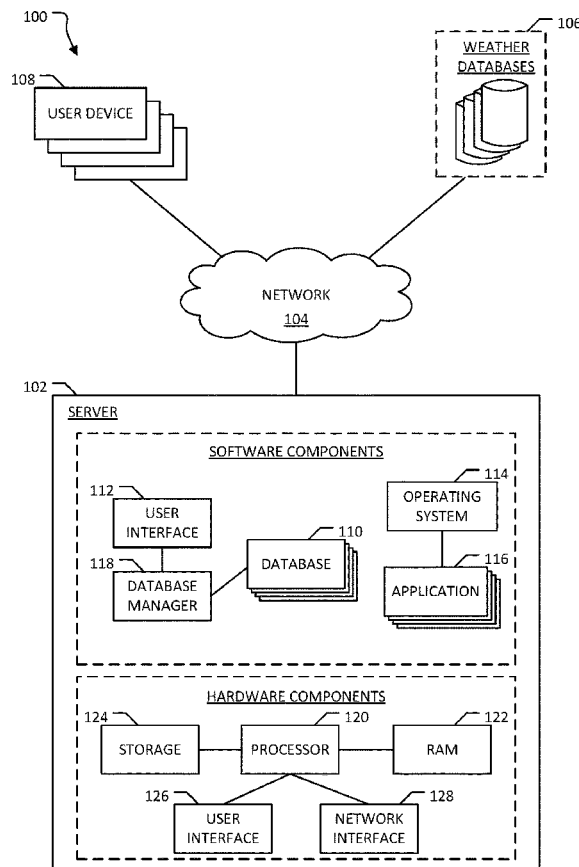 100
106
WEATHER
DATABASES
108
USER DEVICE
NETWORK
104
102
SERVER
SOFTWARE COMPONENTS
112
USER
INTERFACE
114
OPERATING
SYSTEM
118
DATABASE
MANAGER
110
DATABASE
116
APPLICATION
HARDWARE COMPONENTS
124
STORAGE
120
PROCESSOR
122
RAM
126
USER
INTERFACE
128
NETWORK
INTERFACE